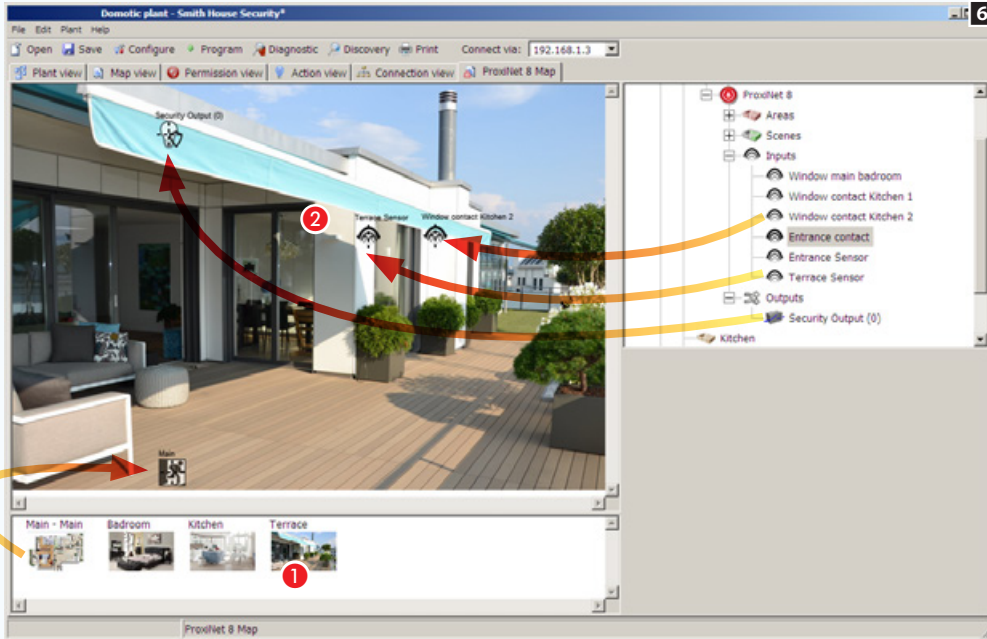 Domotic plant - Smith House Security*
6
File Edit Plant Help
Open Save Configure Program Diagnostic Discovery Print Connect via: 192.168.1.3
Plant view Map view Permission view Action view Connection view ProxiNet 8 Map
Security Output (0)
2
Terrace Sensor
Window contact Kitchen 2
Main
ProxiNet 8
Areas
Scenes
Inputs
Window main badroom
Window contact Kitchen 1
Window contact Kitchen 2
Entrance contact
Entrance Sensor
Terrace Sensor
Outputs
Security Output (0)
Kitchen
Main - Main Badroom Kitchen Terrace
1
ProxiNet 8 Map